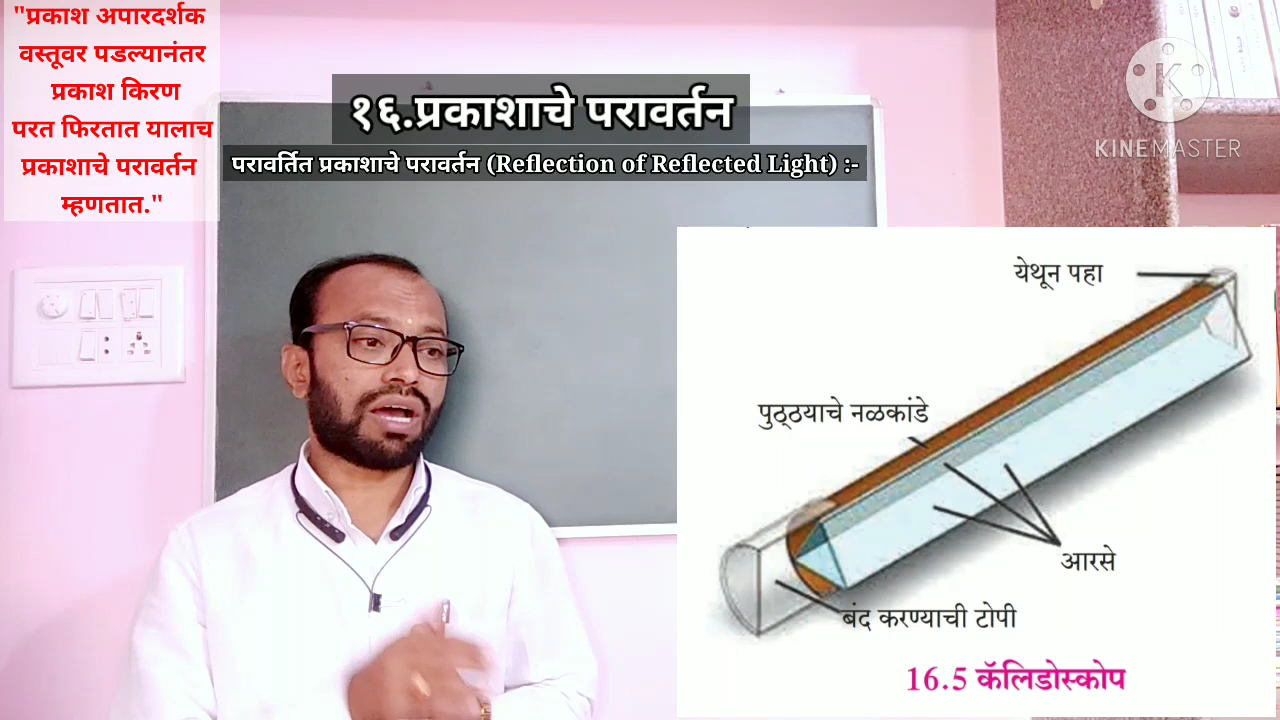 "प्रकाश अपारदर्शक
वस्तूवर पडल्यानंतर
प्रकाश किरण
परत फिरतात यालाच
प्रकाशाचे परावर्तन
म्हणतात."
१६.प्रकाशाचे परावर्तन
परावर्तित प्रकाशाचे परावर्तन (Reflection of Reflected Light) :-
K
KINEMASTER
येथून पहा
पुठ्ठयाचे नळकांडे
आरसे
बंद करण्याची टोपी
16.5 कॅलिडोस्कोप